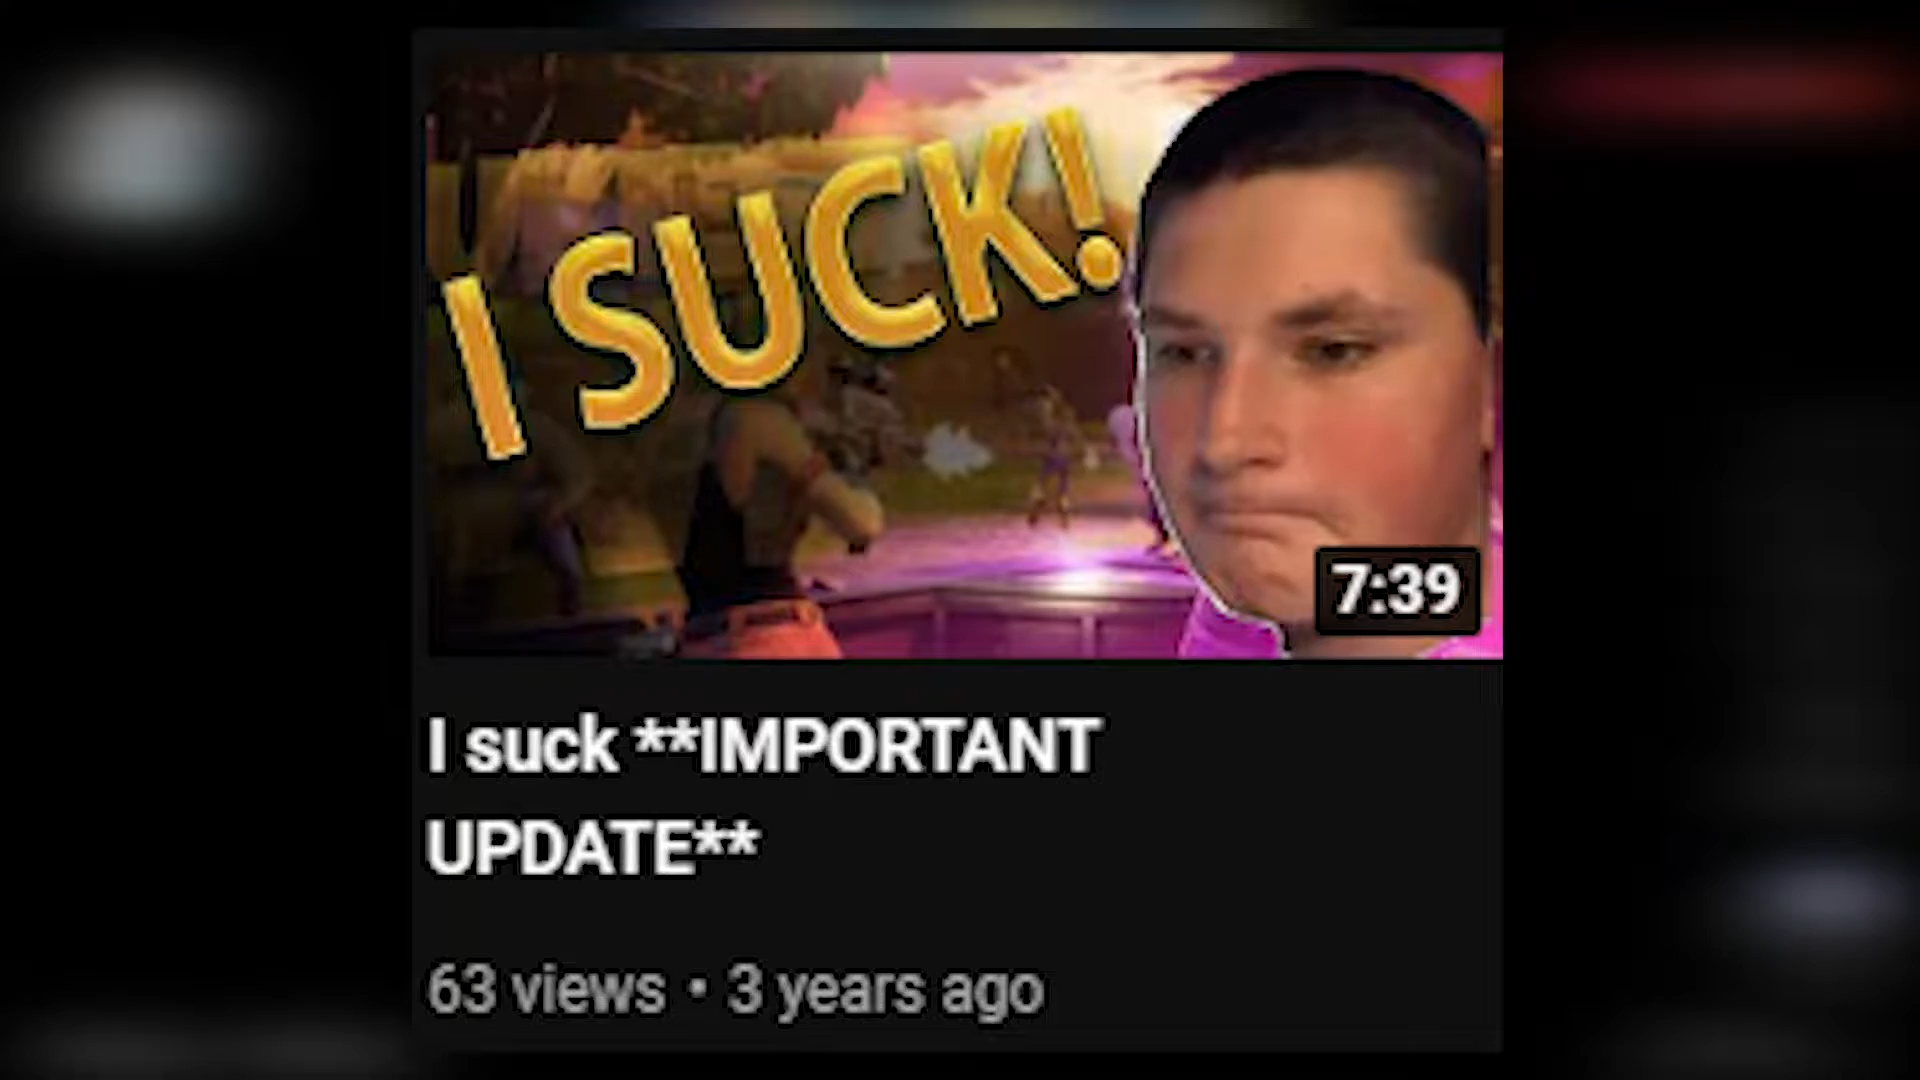 I SUCK!
7:39
I suck **IMPORTANT
UPDATE**
63 views • 3 years ago